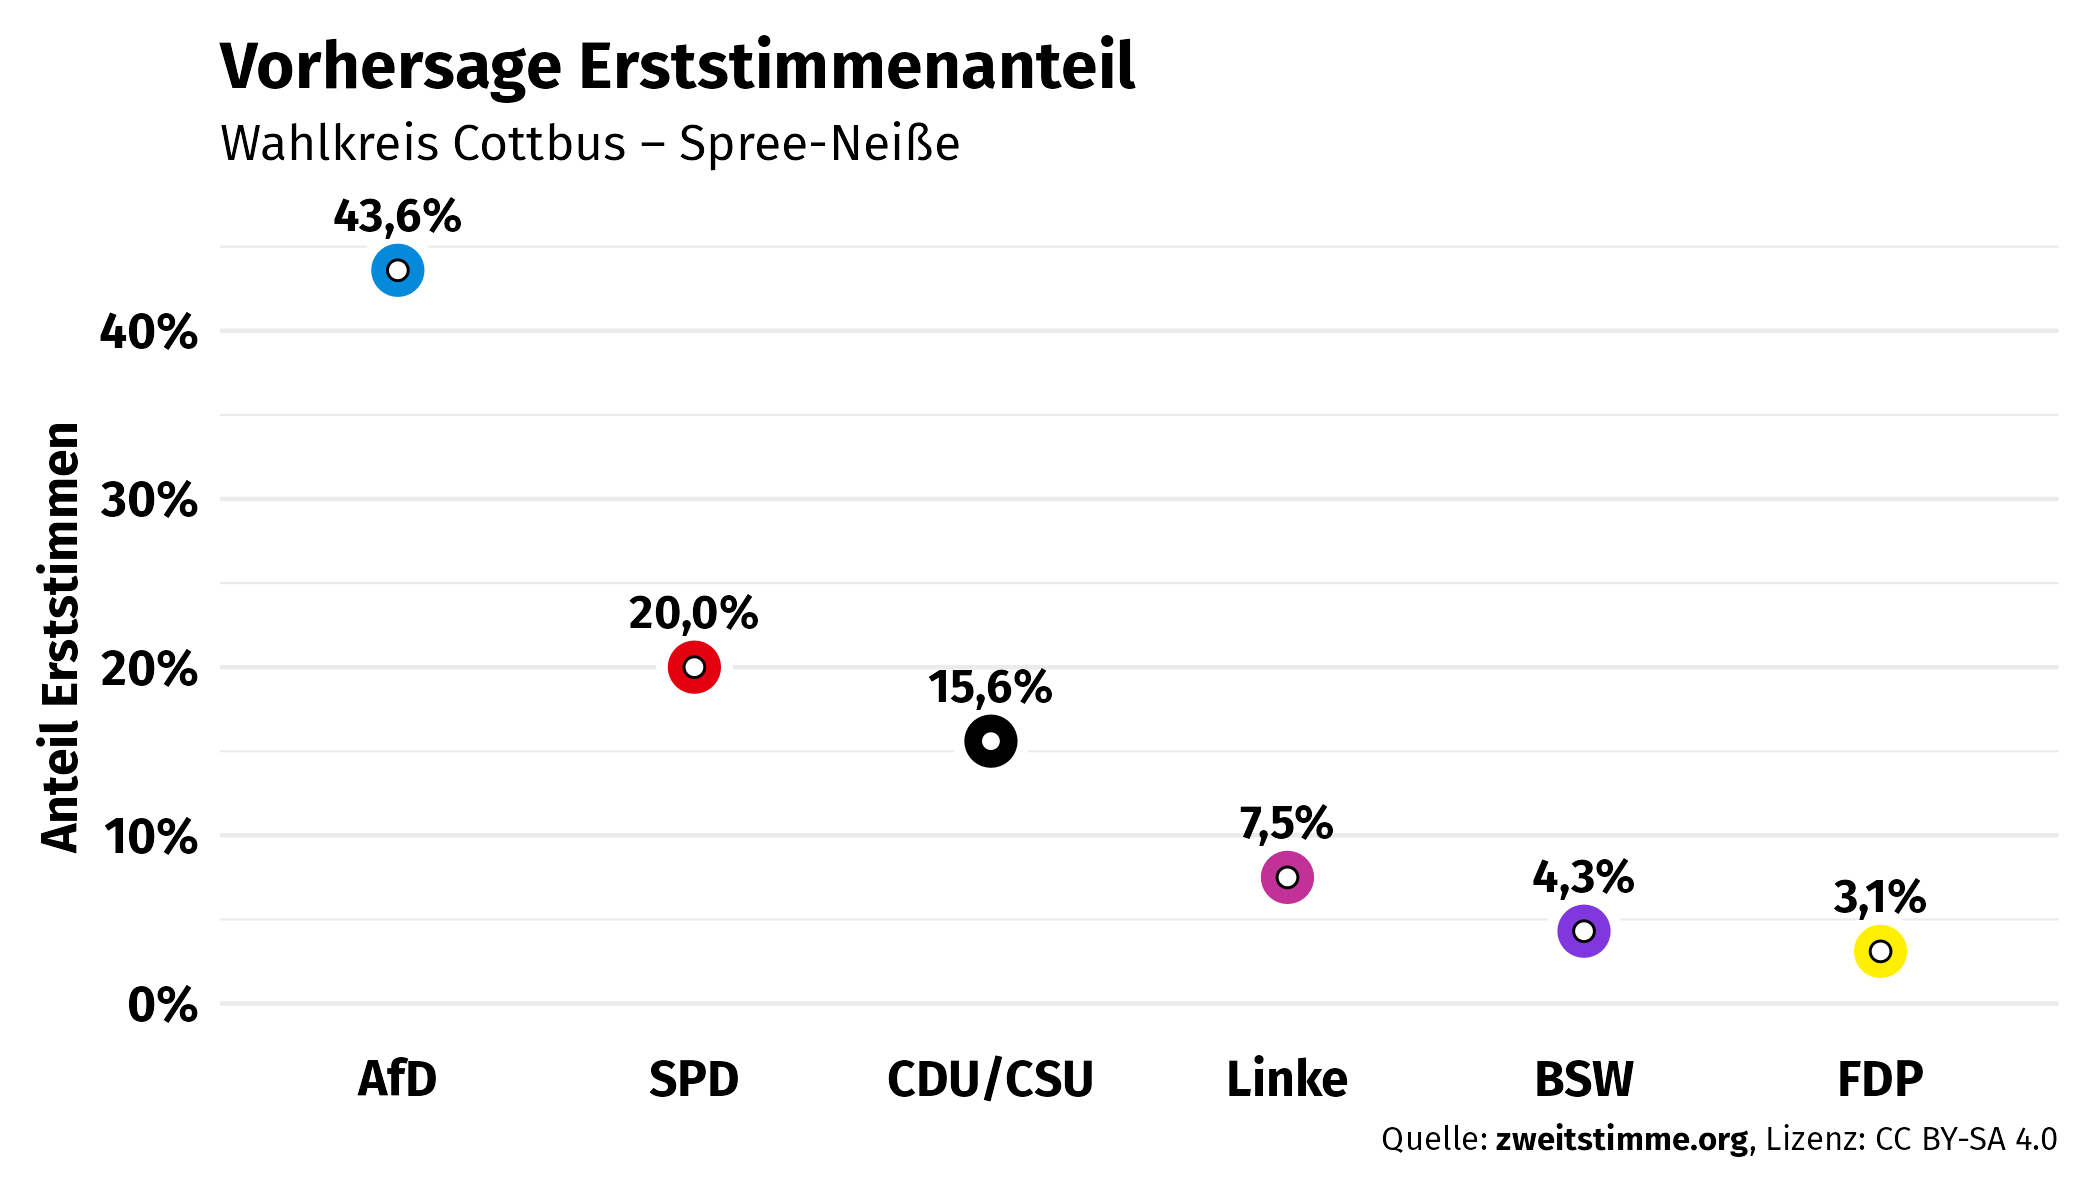 Vorhersage Erststimmenanteil
Wahlkreis Cottbus – Spree-Neiße
43,6%
40%
30%
20,0%
20%
15,6%
10%
7,5%
4,3%
3,1%
0%
Anteil Erststimmen
AfD SPD CDU/CSU Linke BSW FDP
Quelle: zweitstimme.org, Lizenz: CC BY-SA 4.0